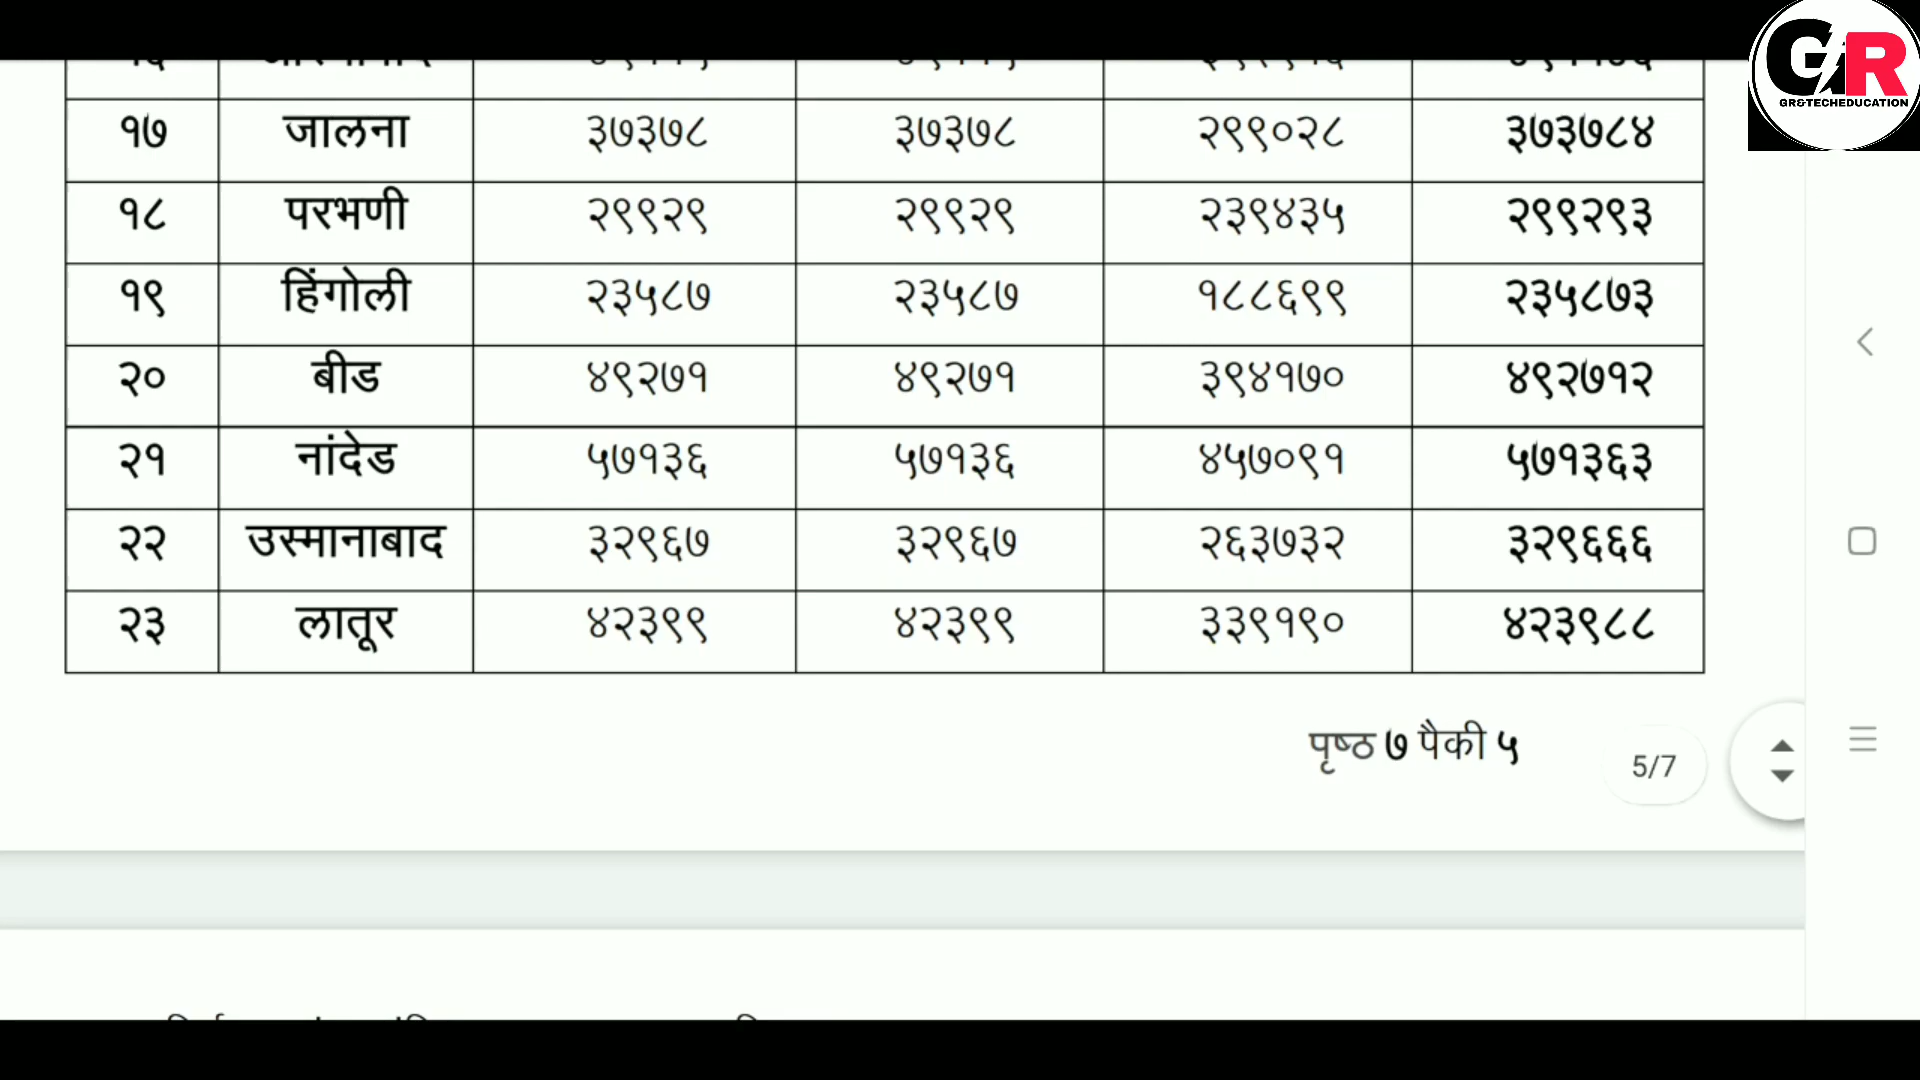 GR
GR&TECHEDUCATION
१७ जालना ३७३७८ ३७३७८ २९९०२८ ३७३७८४
१८ परभणी २९९२९ २९९२९ २३९४३५ २९९२९३
१९ हिंगोली २३५८७ २३५८७ १८८६९९ २३५८७३
२० बीड ४९२७१ ४९२७१ ३९४१७० ४९२७१२
२१ नांदेड ५७१३६ ५७१३६ ४५७०९१ ५७१३६३
२२ उस्मानाबाद ३२९६७ ३२९६७ २६३७३२ ३२९६६६
२३ लातूर ४२३९९ ४२३९९ ३३९१९० ४२३९८८
पृष्ठ ७ पैकी ५
5/7